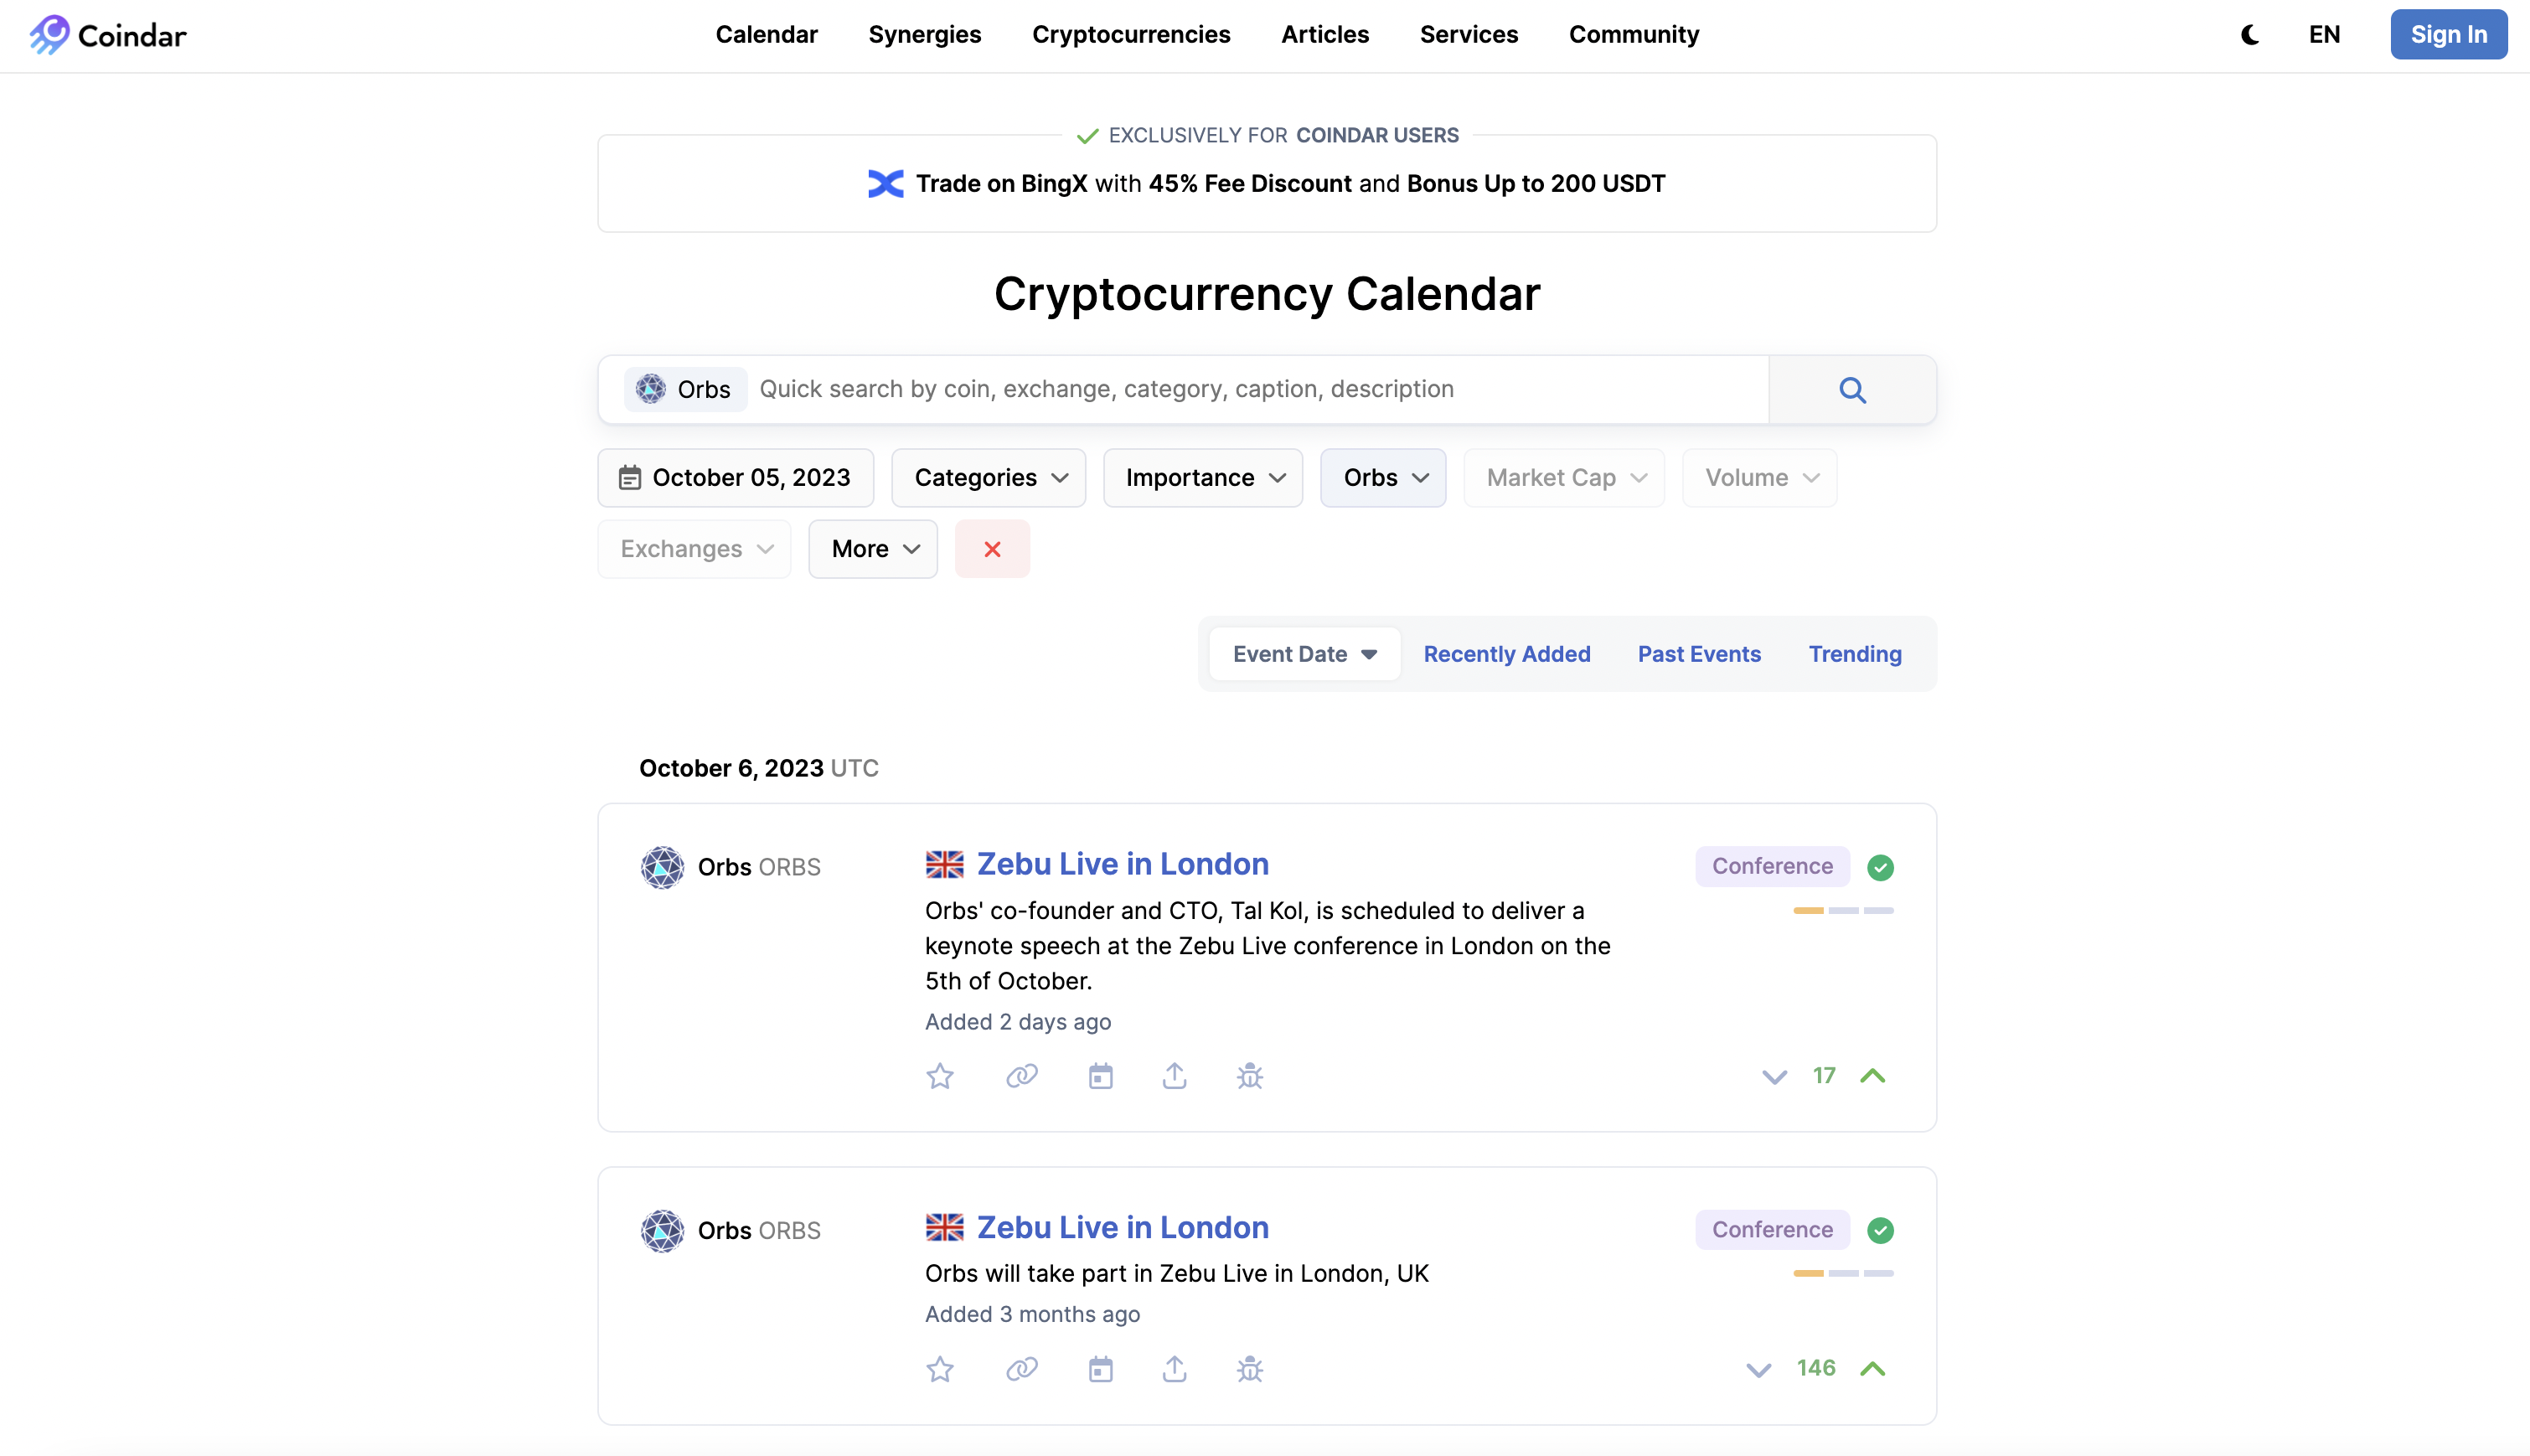 Coindar
Calendar Synergies Cryptocurrencies Articles Services Community
EN Sign In
EXCLUSIVELY FOR COINDAR USERS
Trade on BingX with 45% Fee Discount and Bonus Up to 200 USDT
Cryptocurrency Calendar
Orbs Quick search by coin, exchange, category, caption, description
October 05, 2023 Categories Importance Orbs Market Cap Volume
Exchanges More
Event Date Recently Added Past Events Trending
October 6, 2023 UTC
Orbs ORBS
Zebu Live in London
Conference
Orbs' co-founder and CTO, Tal Kol, is scheduled to deliver a
keynote speech at the Zebu Live conference in London on the
5th of October.
Added 2 days ago
17
Orbs ORBS
Zebu Live in London
Conference
Orbs will take part in Zebu Live in London, UK
Added 3 months ago
146